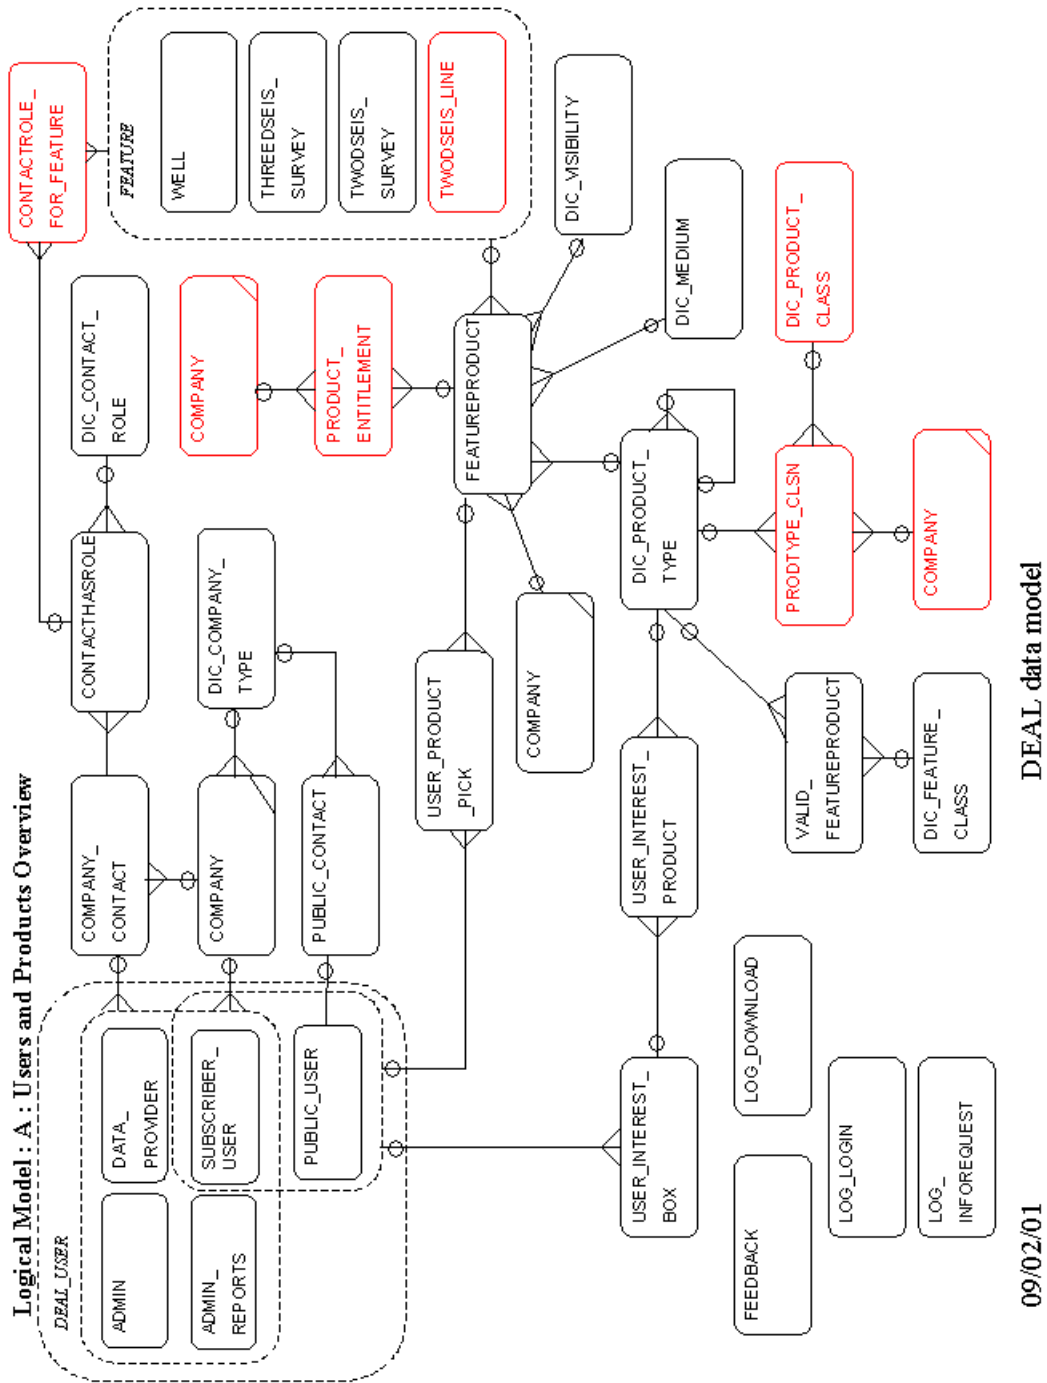 Logical Model : A : Users and Products Overview
DEAL_USER
ADMIN
DATA_
PROVIDER
ADMIN_
REPORTS
SUBSCRIBER_
USER
PUBLIC_USER
COMPANY_
CONTACT
COMPANY
PUBLIC_CONTACT
CONTACTHASROLE
DIC_COMPANY_
TYPE
DIC_CONTACT_
ROLE
CONTACTROLE_
FOR_FEATURE
FEATURE
WELL
THREEDSEIS_
SURVEY
TWODSEIS_
SURVEY
TWODSEIS_LINE
COMPANY
PRODUCT_
ENTITLEMENT
USER_PRODUCT
_PICK
FEATUREPRODUCT
COMPANY
DIC_VISIBILITY
DIC_MEDIUM
USER_INTEREST_
BOX
USER_INTEREST_
PRODUCT
DIC_PRODUCT_
TYPE
FEEDBACK
LOG_DOWNLOAD
LOG_LOGIN
LOG_
INFOREQUEST
VALID_
FEATUREPRODUCT
DIC_FEATURE_
CLASS
PRODTYPE_CLSN
DIC_PRODUCT_
CLASS
COMPANY
09/02/01
DEAL data model